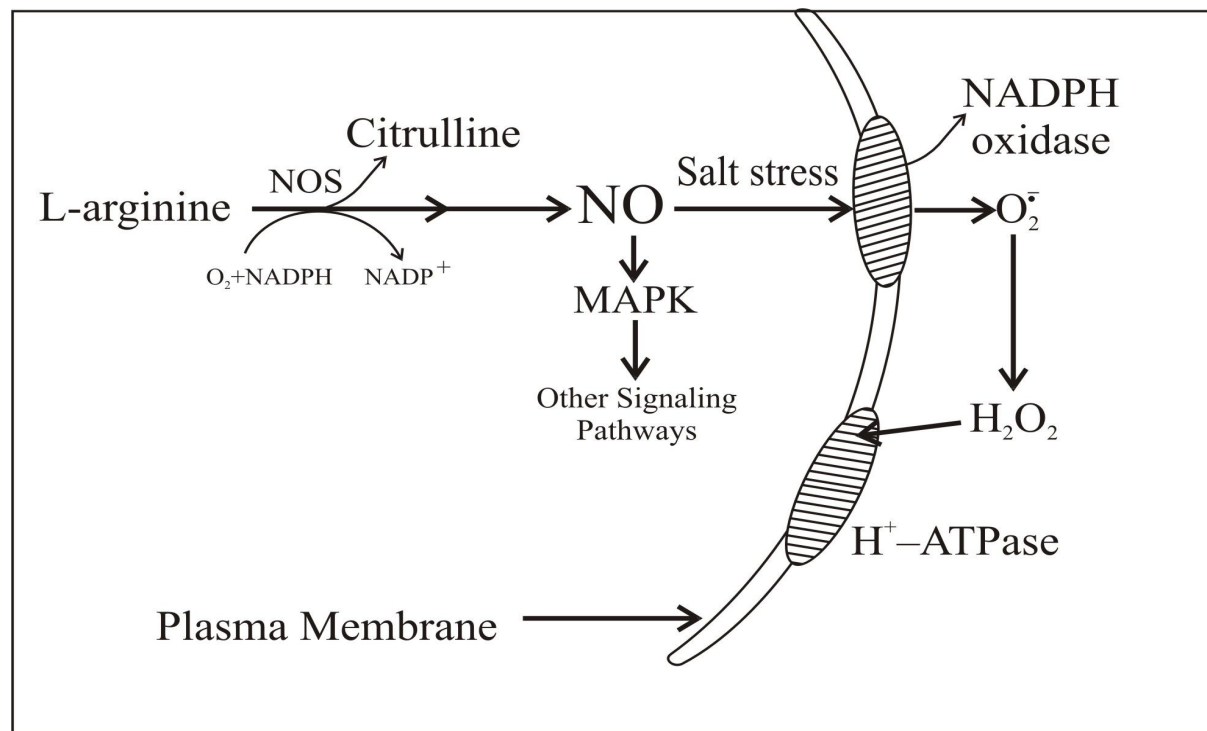 NADPH
oxidase
Citrulline
NOS
Salt stress
L-arginine
NO
O₂•̄
O₂+NADPH
NADP⁺
MAPK
Other Signaling
Pathways
H₂O₂
H⁺–ATPase
Plasma Membrane